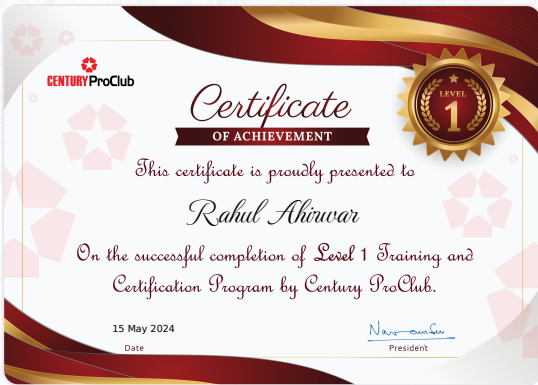 CENTURY ProClub
LEVEL
1
Certificate
OF ACHIEVEMENT
This certificate is proudly presented to
Rahul Ahirwar
On the successful completion of Level 1 Training and
Certification Program by Century ProClub.
15 May 2024
Date
President